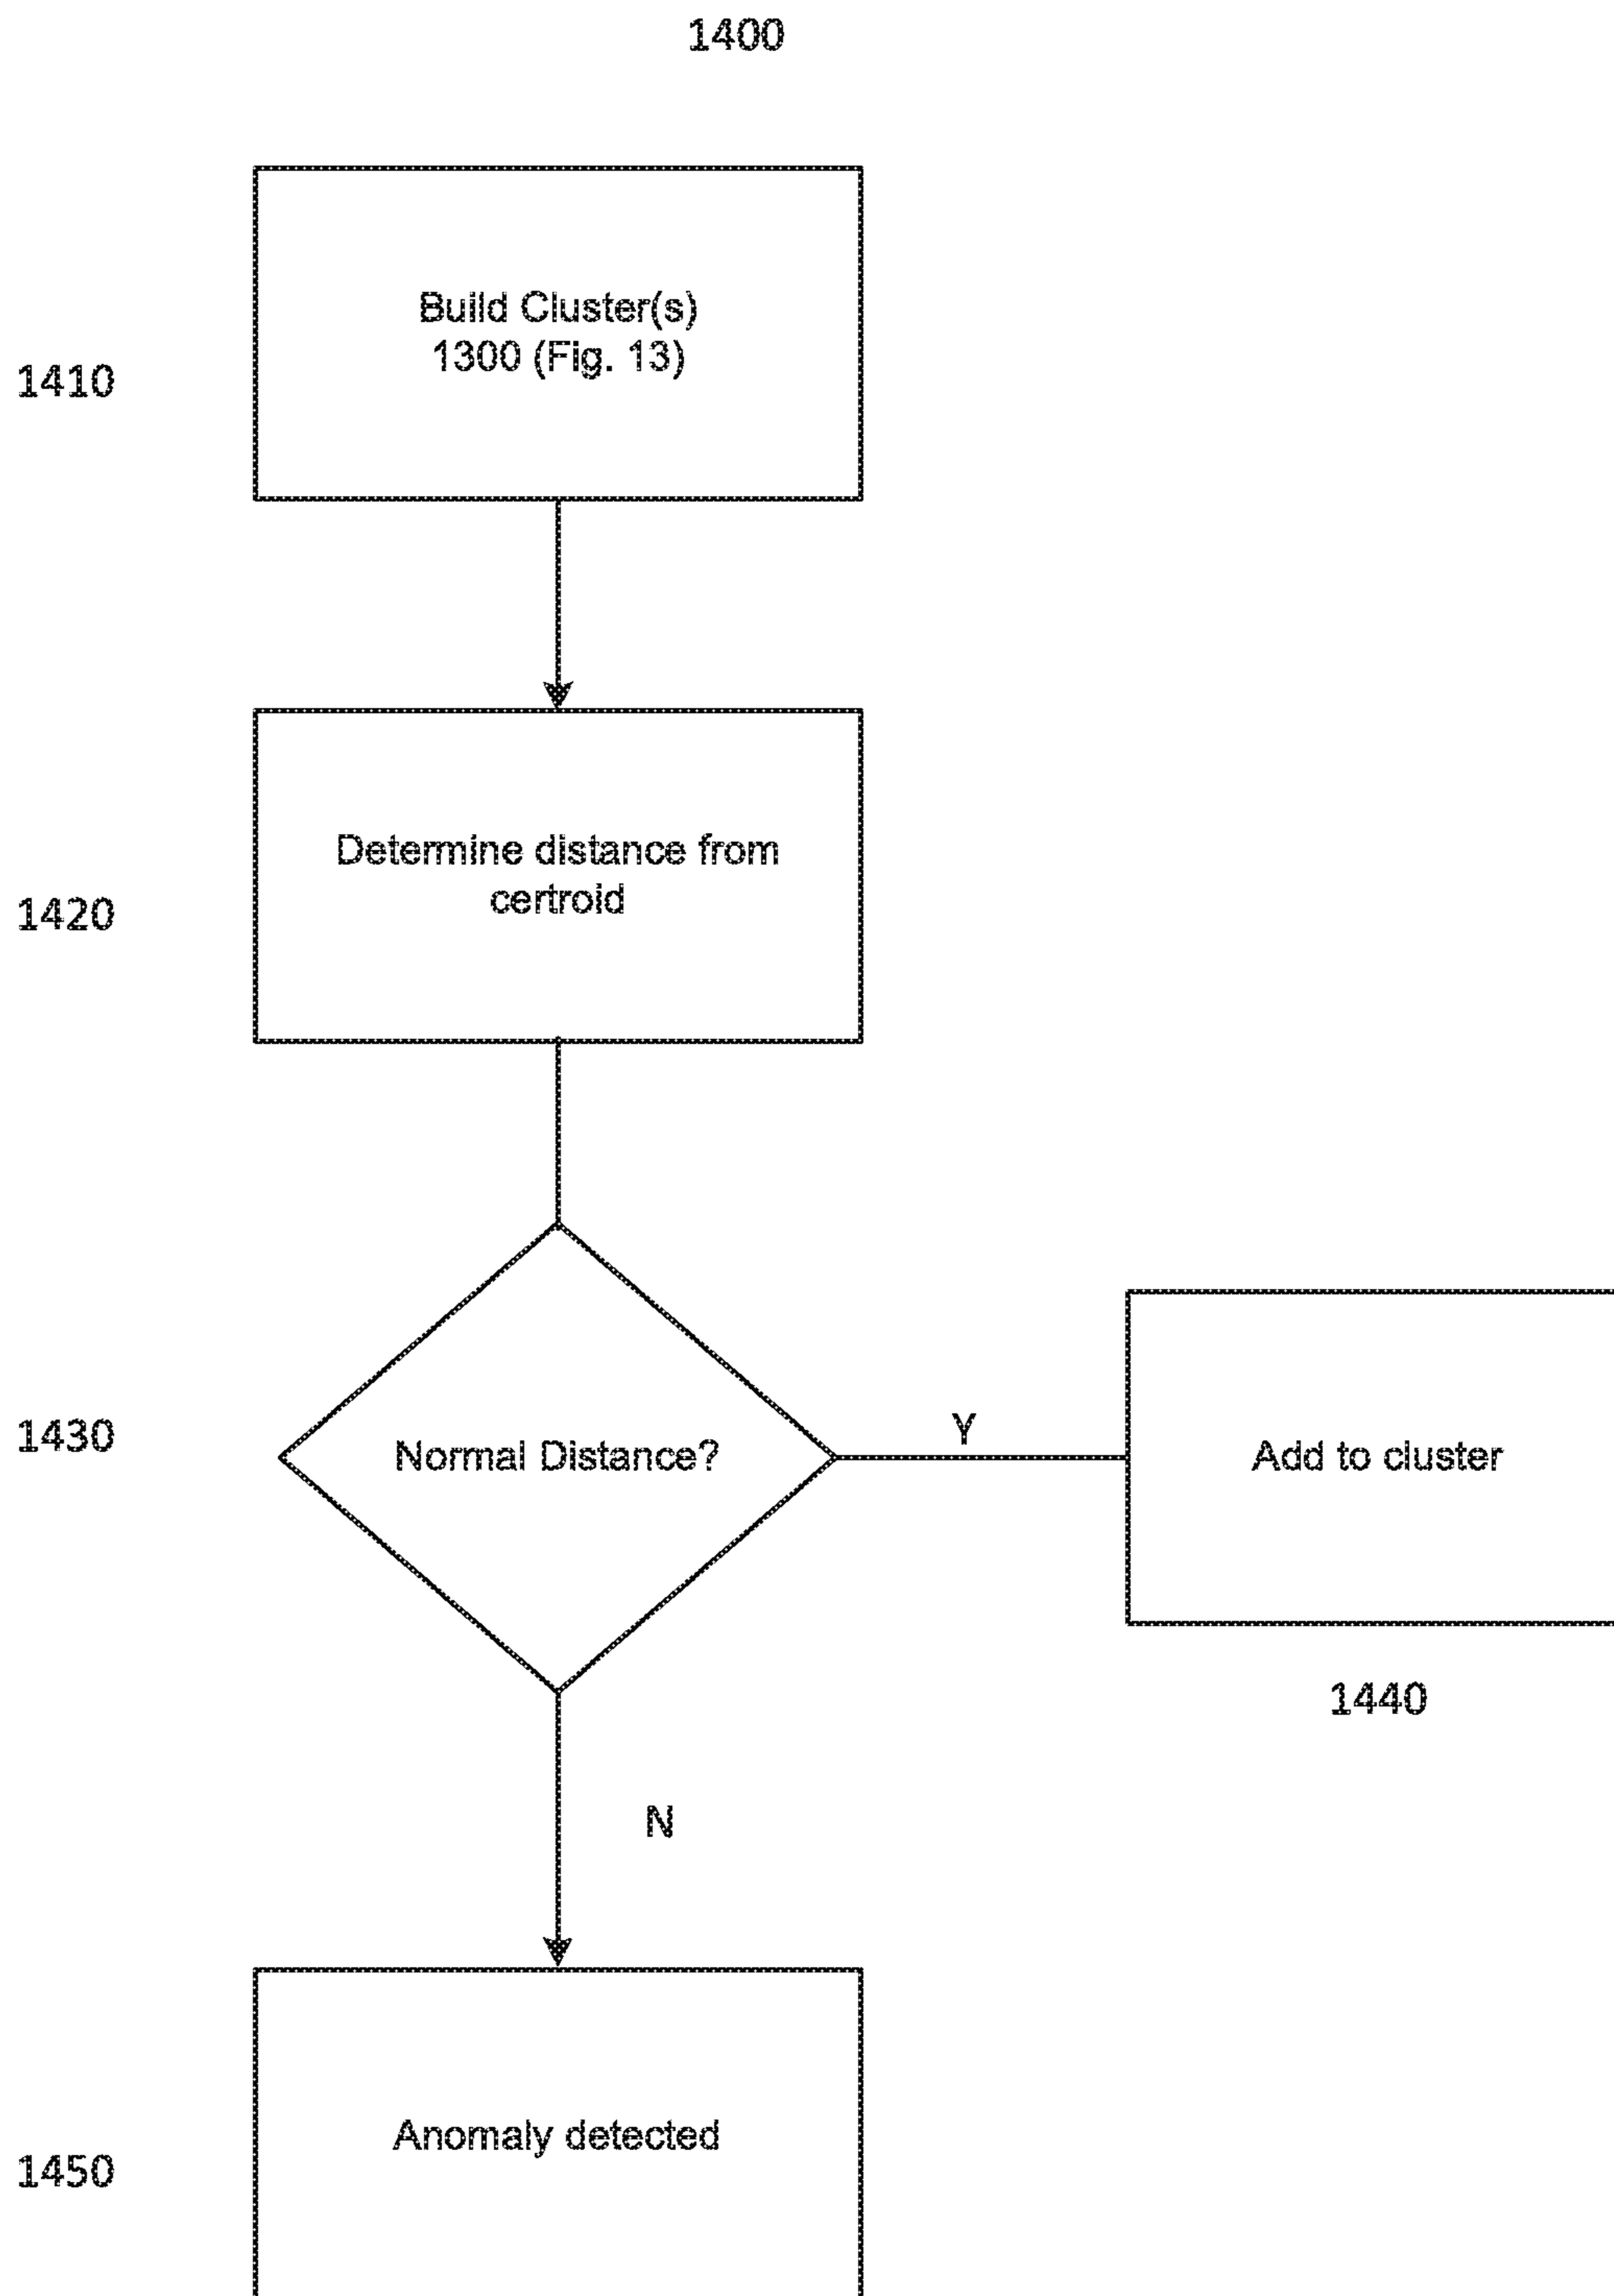 1400
Build Cluster(s)
1300 (Fig. 13)
1410
Determine distance from
certroid
1420
1430
Normal Distance?
Y
Add to cluster
1440
N
Anomaly detected
1450